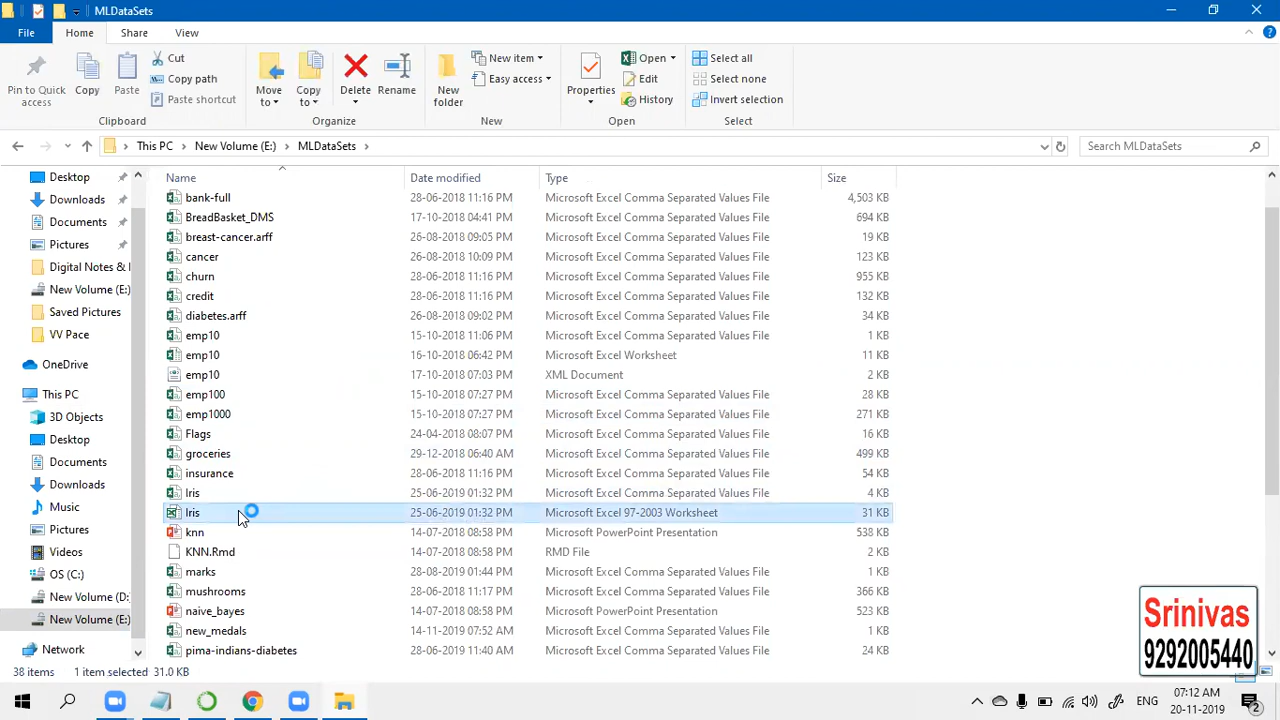 MLDataSets
File Home Share View
Pin to Quick access
Copy
Paste
Cut
Copy path
Paste shortcut
Clipboard
Move to
Copy to
Delete
Rename
Organize
New folder
New item
Easy access
New
Properties
Open
Edit
History
Open
Select all
Select none
Invert selection
Select
This PC New Volume (E:) MLDataSets
Search MLDataSets
Desktop
Downloads
Documents
Pictures
Digital Notes & I
New Volume (E:)
Saved Pictures
VV Pace
OneDrive
This PC
3D Objects
Desktop
Documents
Downloads
Music
Pictures
Videos
OS (C:)
New Volume (D:
New Volume (E:)
Network
Name Date modified Type Size
bank-full 28-06-2018 11:16 PM Microsoft Excel Comma Separated Values File 4,503 KB
BreadBasket_DMS 17-10-2018 04:41 PM Microsoft Excel Comma Separated Values File 694 KB
breast-cancer.arff 26-08-2018 09:05 PM Microsoft Excel Comma Separated Values File 19 KB
cancer 26-08-2018 10:09 PM Microsoft Excel Comma Separated Values File 123 KB
churn 28-06-2018 11:16 PM Microsoft Excel Comma Separated Values File 955 KB
credit 28-06-2018 11:16 PM Microsoft Excel Comma Separated Values File 132 KB
diabetes.arff 26-08-2018 09:02 PM Microsoft Excel Comma Separated Values File 34 KB
emp10 15-10-2018 11:06 PM Microsoft Excel Comma Separated Values File 1 KB
emp10 16-10-2018 06:42 PM Microsoft Excel Worksheet 11 KB
emp10 17-10-2018 07:03 PM XML Document 2 KB
emp100 15-10-2018 07:27 PM Microsoft Excel Comma Separated Values File 28 KB
emp1000 15-10-2018 07:27 PM Microsoft Excel Comma Separated Values File 271 KB
Flags 24-04-2018 08:07 PM Microsoft Excel Comma Separated Values File 16 KB
groceries 29-12-2018 06:40 AM Microsoft Excel Comma Separated Values File 499 KB
insurance 28-06-2018 11:16 PM Microsoft Excel Comma Separated Values File 54 KB
Iris 25-06-2019 01:32 PM Microsoft Excel Comma Separated Values File 4 KB
Iris 25-06-2019 01:32 PM Microsoft Excel 97-2003 Worksheet 31 KB
knn 14-07-2018 08:58 PM Microsoft PowerPoint Presentation 538 KB
KNN.Rmd 14-07-2018 08:58 PM RMD File 2 KB
marks 28-08-2019 01:44 PM Microsoft Excel Comma Separated Values File 1 KB
mushrooms 28-06-2018 11:17 PM Microsoft Excel Comma Separated Values File 366 KB
naive_bayes 14-07-2018 08:58 PM Microsoft PowerPoint Presentation 523 KB
new_medals 14-11-2019 07:52 AM Microsoft Excel Comma Separated Values File 1 KB
pima-indians-diabetes 28-06-2019 11:40 AM Microsoft Excel Comma Separated Values File 24 KB
Srinivas
9292005440
38 items 1 item selected 31.0 KB
ENG
07:12 AM
20-11-2019
2